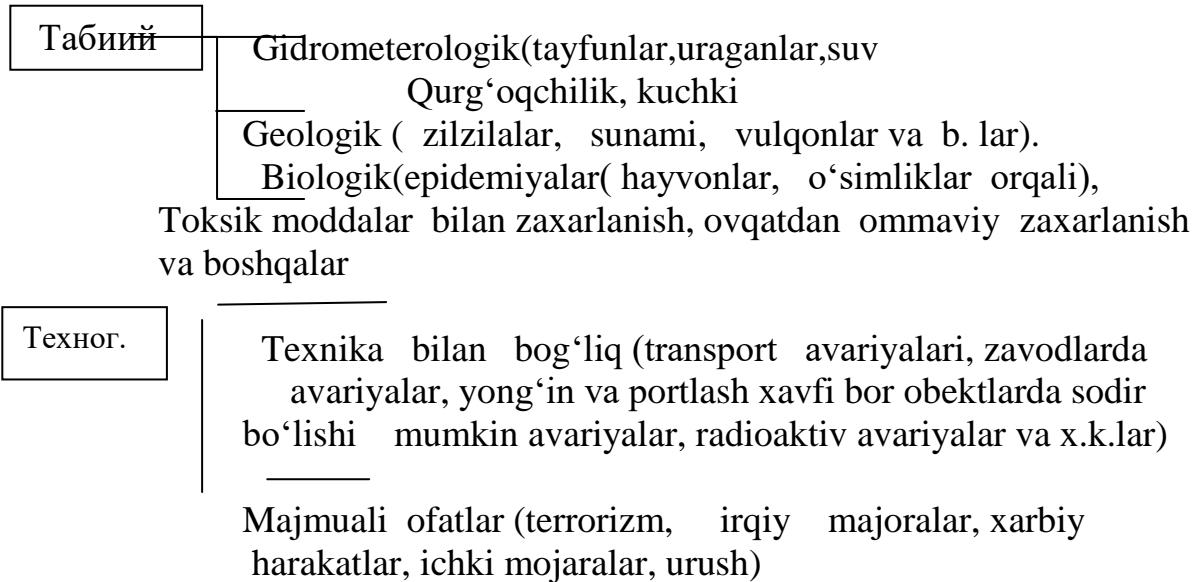 Табиий
Gidrometerologik(tayfunlar,uraganlar,suv
Qurg‘oqchilik, kuchki
Geologik ( zilzilalar, sunami, vulqonlar va b. lar).
Biologik(epidemiyalar( hayvonlar, o‘simliklar orqali),
Toksik moddalar bilan zaxarlanish, ovqatdan ommaviy zaxarlanish
va boshqalar
Техног.
Texnika bilan bog‘liq (transport avariyalari, zavodlarda
avariyalar, yong‘in va portlash xavfi bor obektlarda sodir
bo‘lishi mumkin avariyalar, radioaktiv avariyalar va x.k.lar)
Majmuali ofatlar (terrorizm, irqiy majoralar, xarbiy
harakatlar, ichki mojaralar, urush)